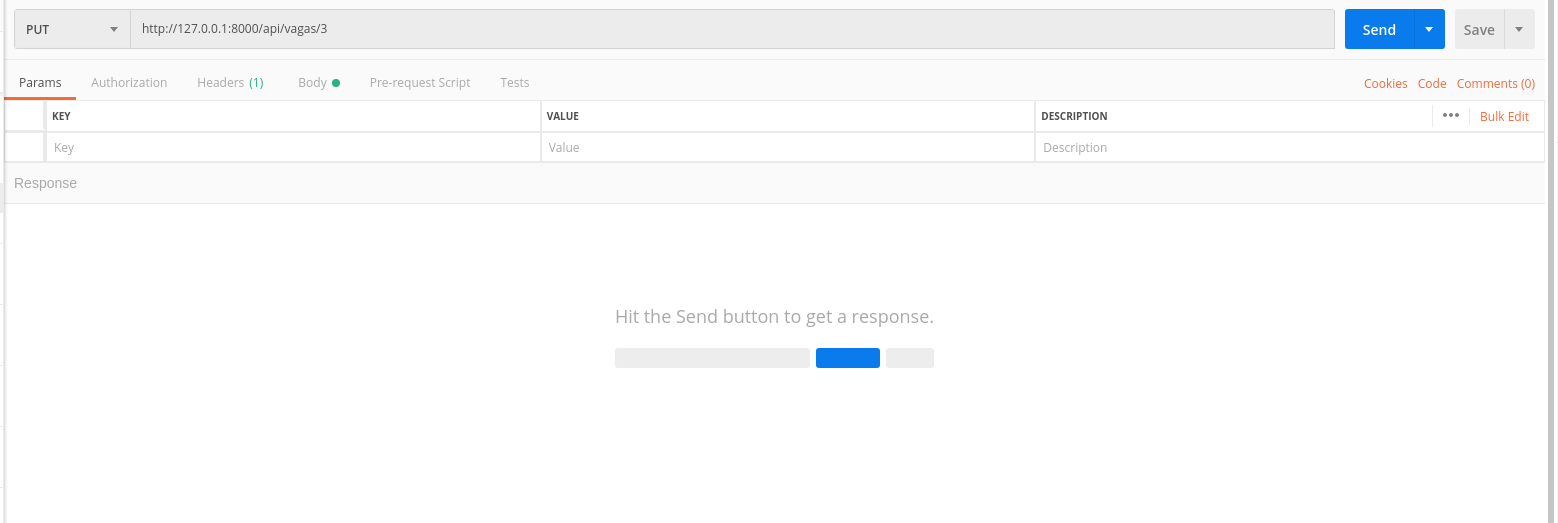 PUT http://127.0.0.1:8000/api/vagas/3 Send Save
Params Authorization Headers (1) Body Pre-request Script Tests Cookies Code Comments (0)
KEY VALUE DESCRIPTION Bulk Edit
Key Value Description
Response
Hit the Send button to get a response.